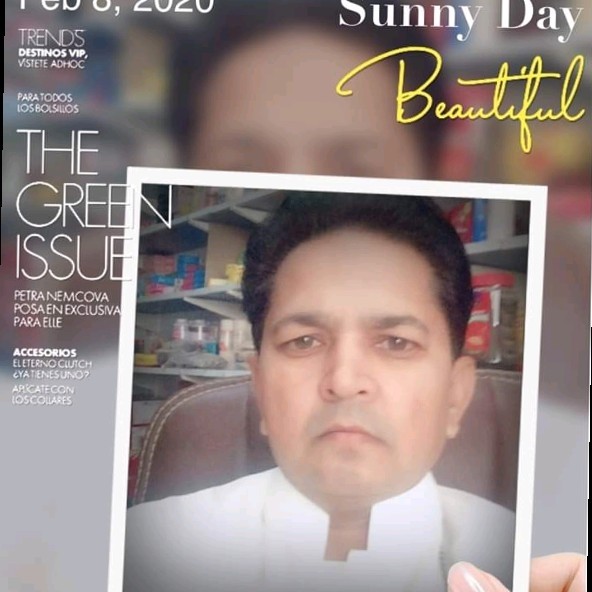 Feb 8, 2020
Sunny Day
Beautiful
TRENDS
DESTINOS VIP,
VÍSTETE ADHOC
PARA TODOS
LOS BOLSILLOS
THE
GREEN
ISSUE
PETRA NEMCOVA
POSA EN EXCLUSIVA
PARA ELLE
ACCESORIOS
EL ETERNO CLUTCH
¿YA TIENES UNO?
APLÍCATE CON
LOS COLLARES